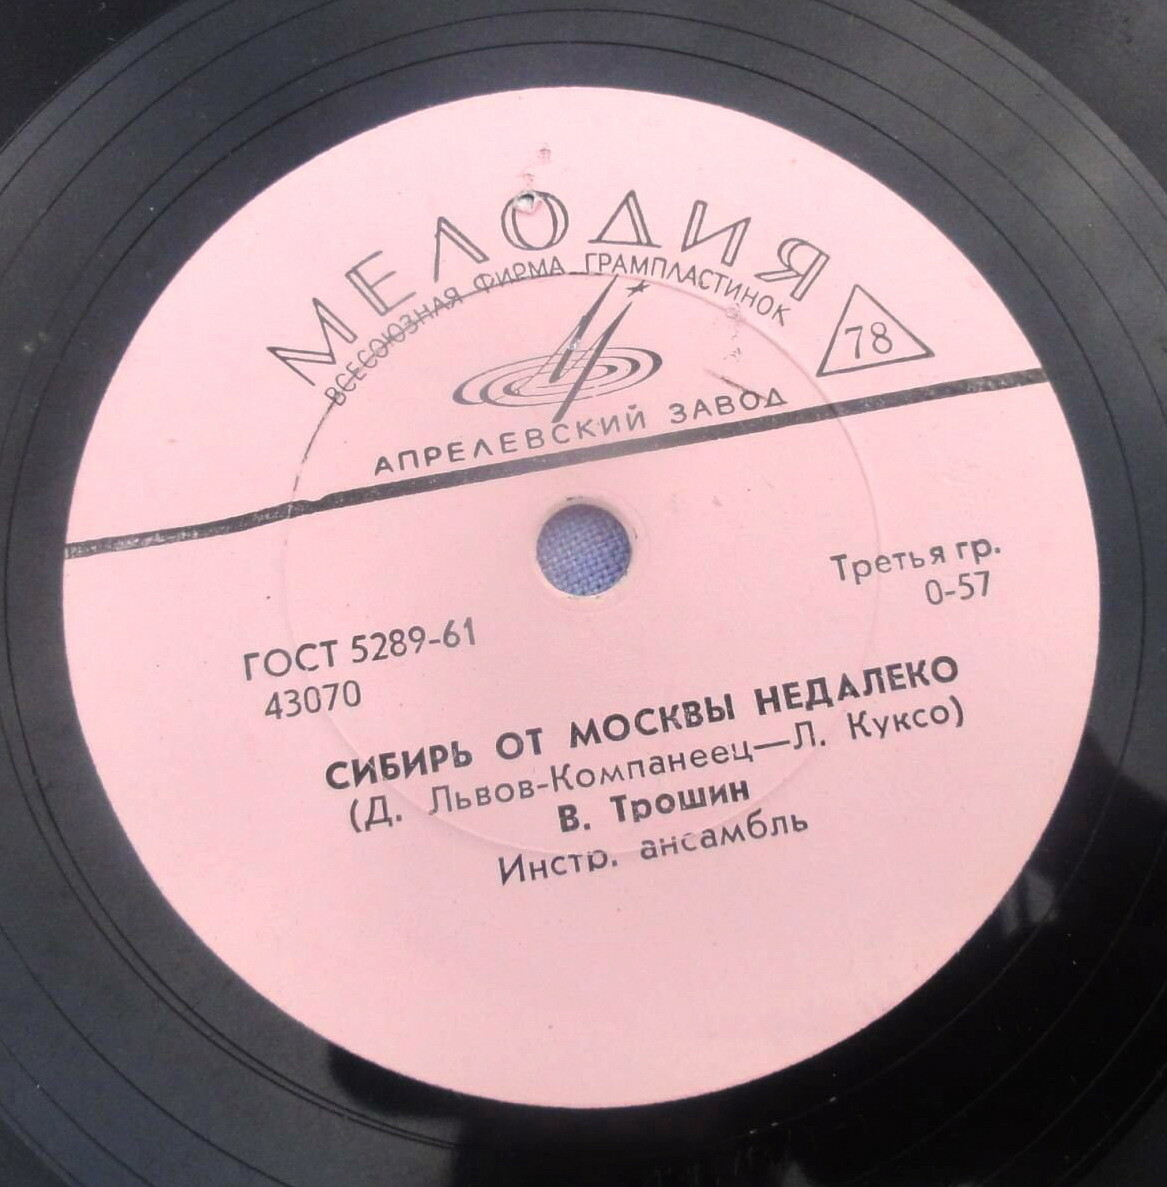 МЕЛОДИЯ
ВСЕСОЮЗНАЯ ФИРМА ГРАМПЛАСТИНОК
78
АПРЕЛЕВСКИЙ ЗАВОД
Третья гр.
0-57
ГОСТ 5289-61
43070
СИБИРЬ ОТ МОСКВЫ НЕДАЛЕКО
(Д. Львов-Компанеец—Л. Куксо)
В. Трошин
Инстр. ансамбль